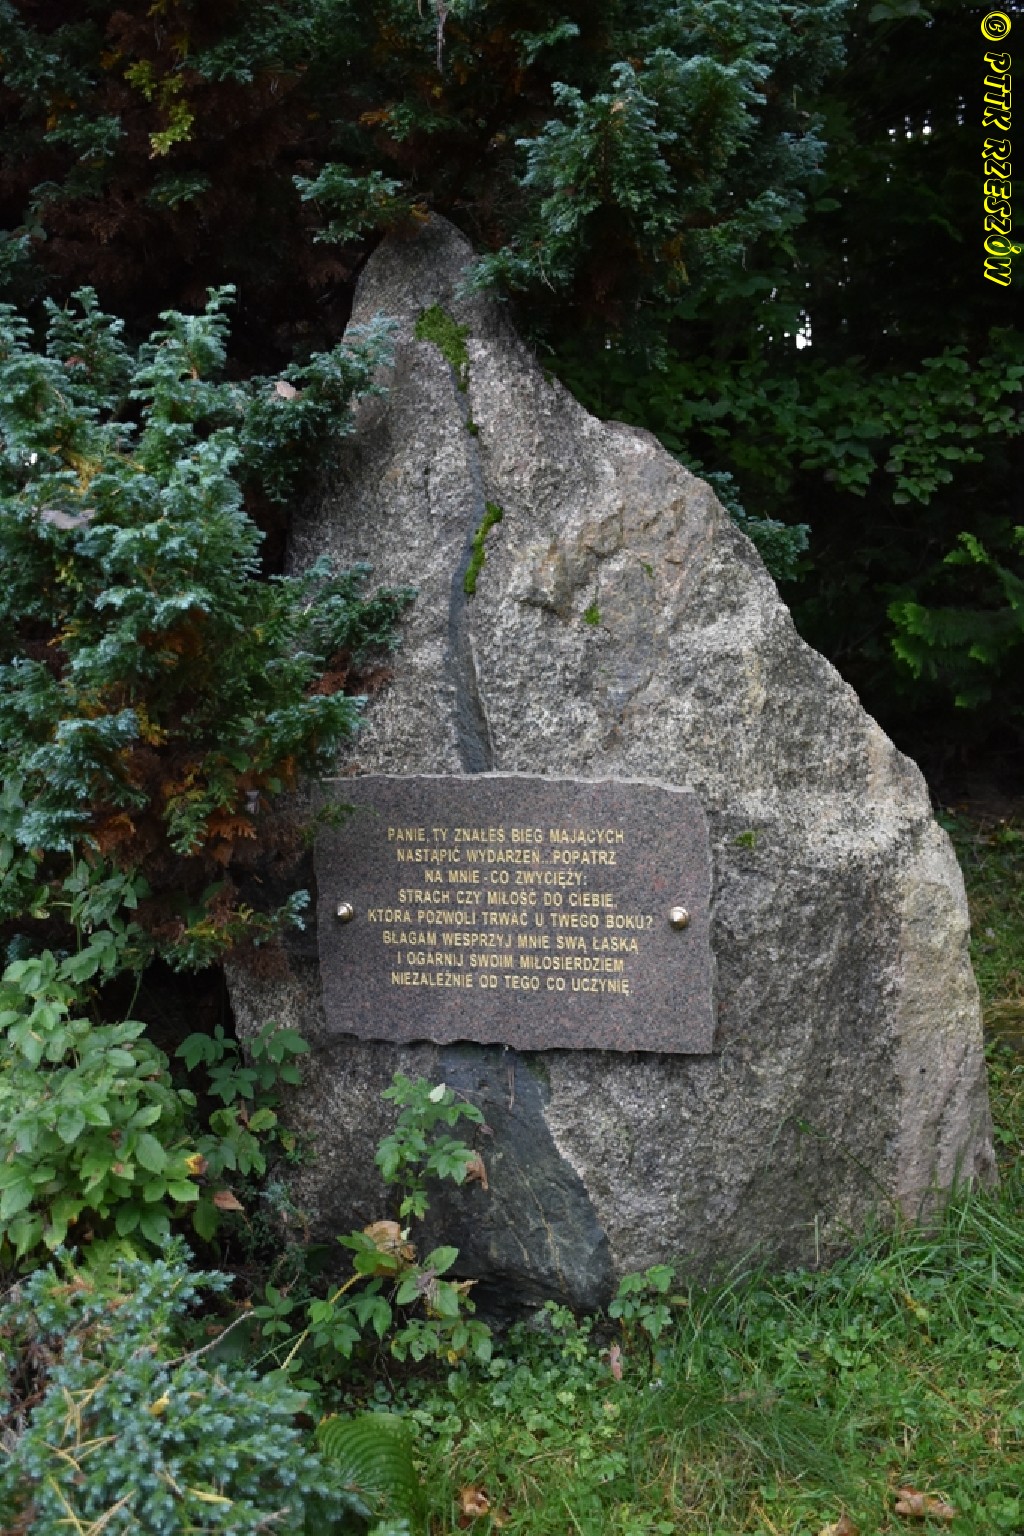 © PTTK RZESZÓW
PANIE, TY ZNAŁEŚ BIEG MAJĄCYCH
NASTĄPIĆ WYDARZEŃ...POPATRZ
NA MNIE - CO ZWYCIĘŻY:
STRACH CZY MIŁOŚĆ DO CIEBIE,
KTÓRA POZWOLI TRWAĆ U TWEGO BOKU?
BŁAGAM WESPRZYJ MNIE SWĄ ŁASKĄ
I OGARNIJ SWOIM MIŁOSIERDZIEM
NIEZALEŻNIE OD TEGO CO UCZYNIĘ.